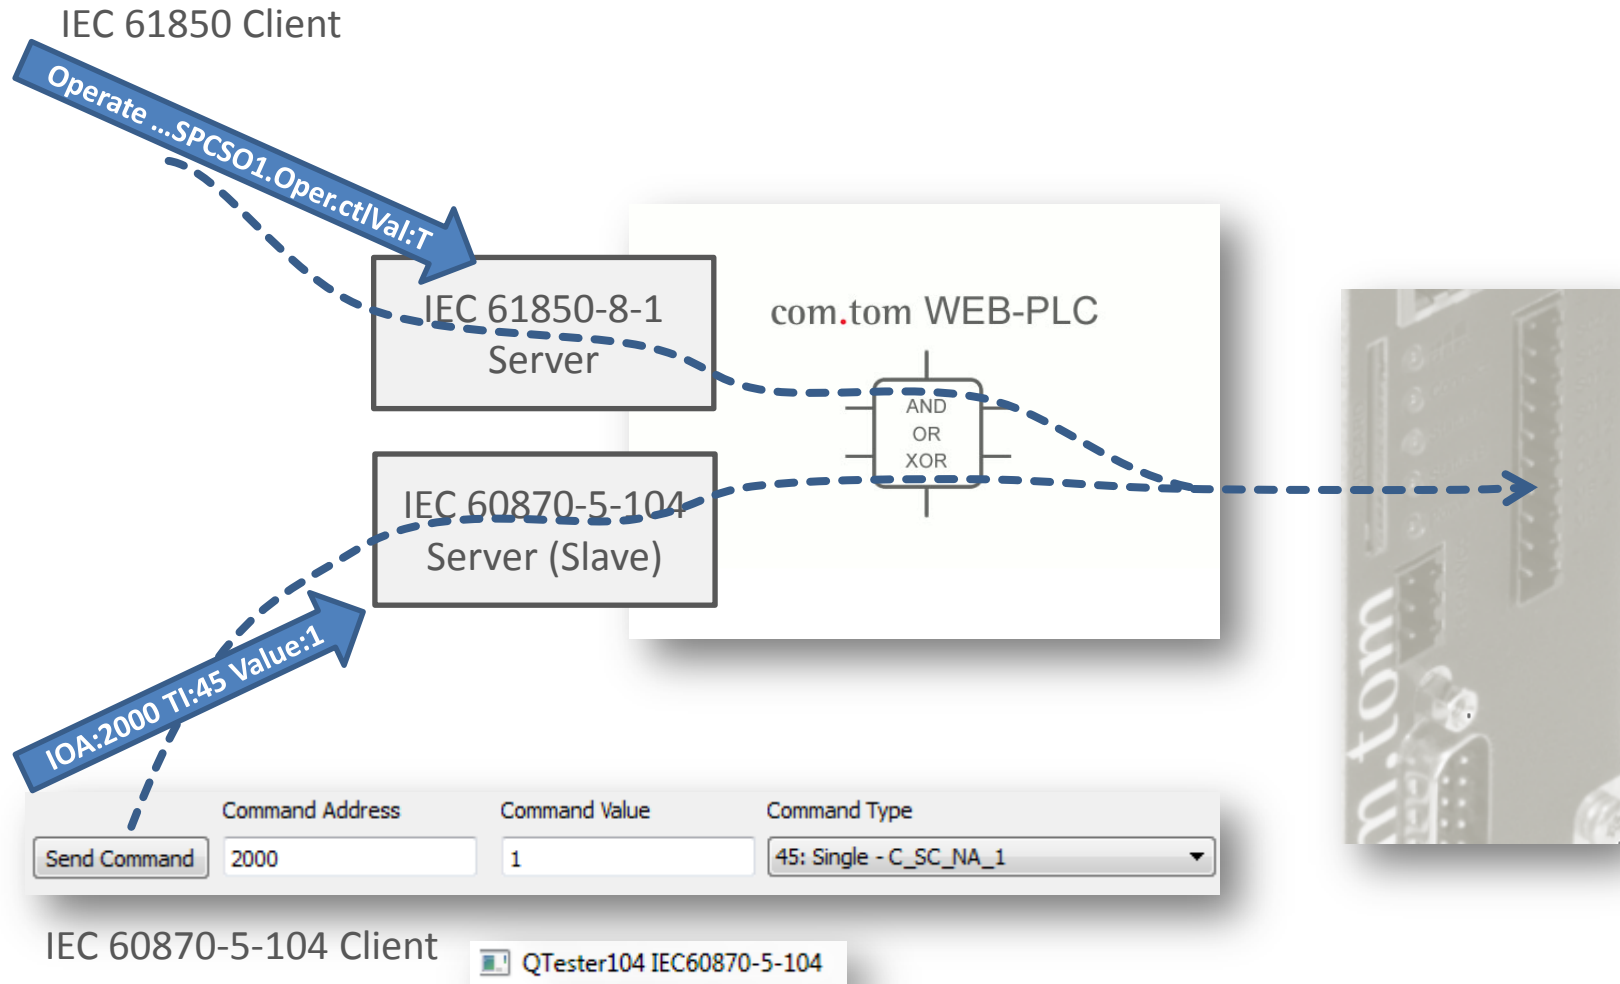 IEC 61850 Client
Operate ...SPCSO1.Oper.ctlVal:T
IEC 61850-8-1
Server
com.tom WEB-PLC
AND
OR
XOR
IEC 60870-5-104
Server (Slave)
IOA:2000 TI:45 Value:1
m.tom
Command Address
Command Value
Command Type
Send Command
2000
1
45: Single - C_SC_NA_1
IEC 60870-5-104 Client
QTester104 IEC60870-5-104